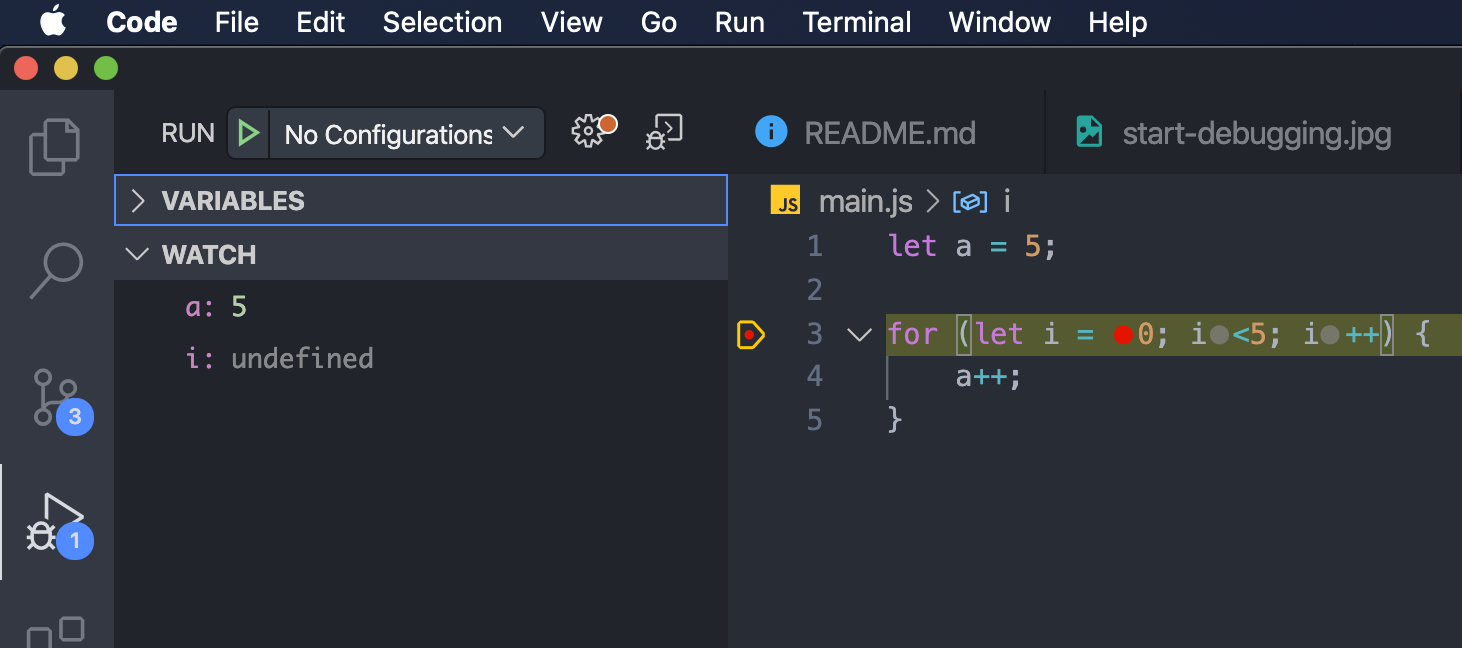 Code File Edit Selection View Go Run Terminal Window Help
RUN No Configurations
README.md
start-debugging.jpg
VARIABLES
WATCH
a: 5
i: undefined
3
1
JS main.js > i
1 let a = 5;
2
3 for (let i = 0; i <5; i ++) {
4 a++;
5 }